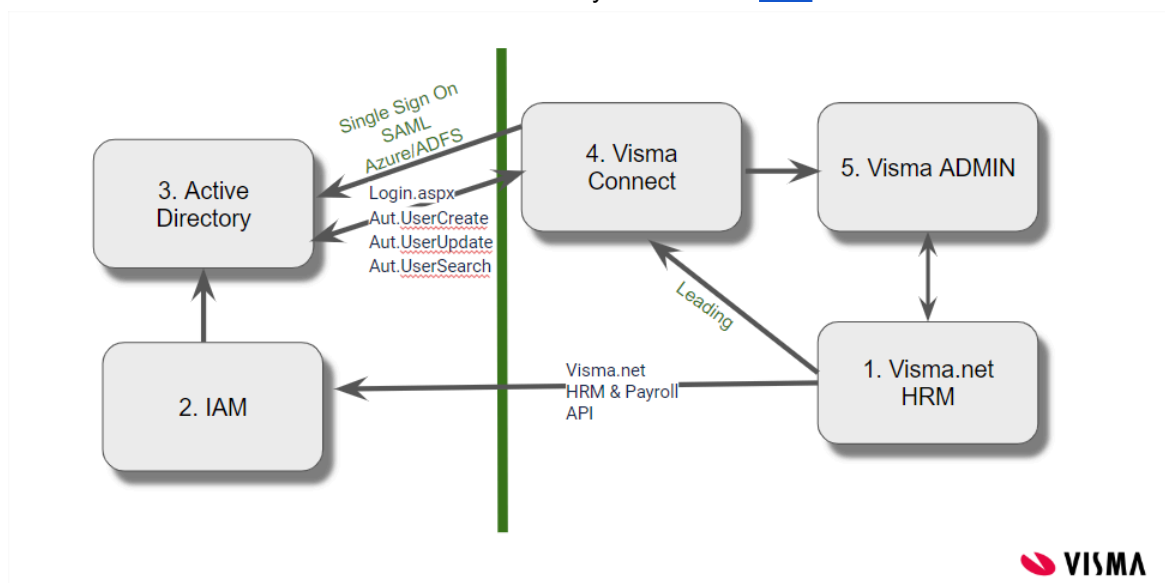 Single Sign On
SAML
Azure/ADFS
3. Active
Directory
Login.aspx
Aut.UserCreate
Aut.UserUpdate
Aut.UserSearch
4. Visma
Connect
5. Visma ADMIN
Leading
2. IAM
Visma.net
HRM & Payroll
API
1. Visma.net
HRM
VISMA